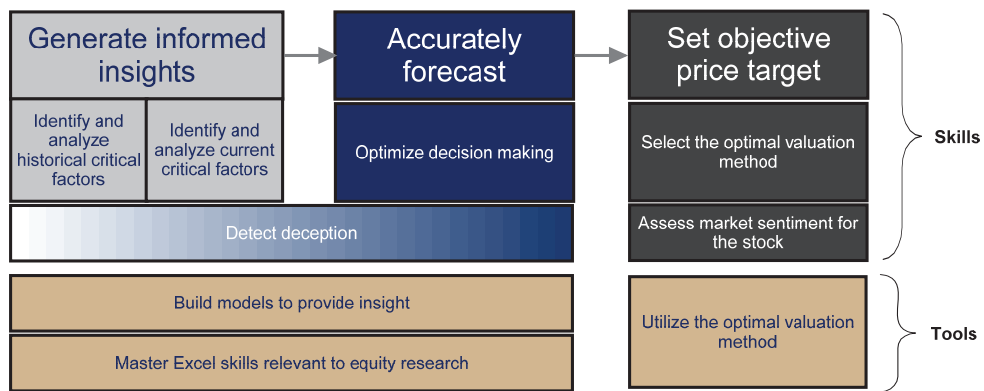 Generate informed
insights
Accurately
forecast
Set objective
price target
Identify and
analyze
historical critical
factors
Identify and
analyze current
critical factors
Optimize decision making
Select the optimal valuation
method
Skills
Detect deception
Assess market sentiment for
the stock
Build models to provide insight
Utilize the optimal valuation
method
Tools
Master Excel skills relevant to equity research